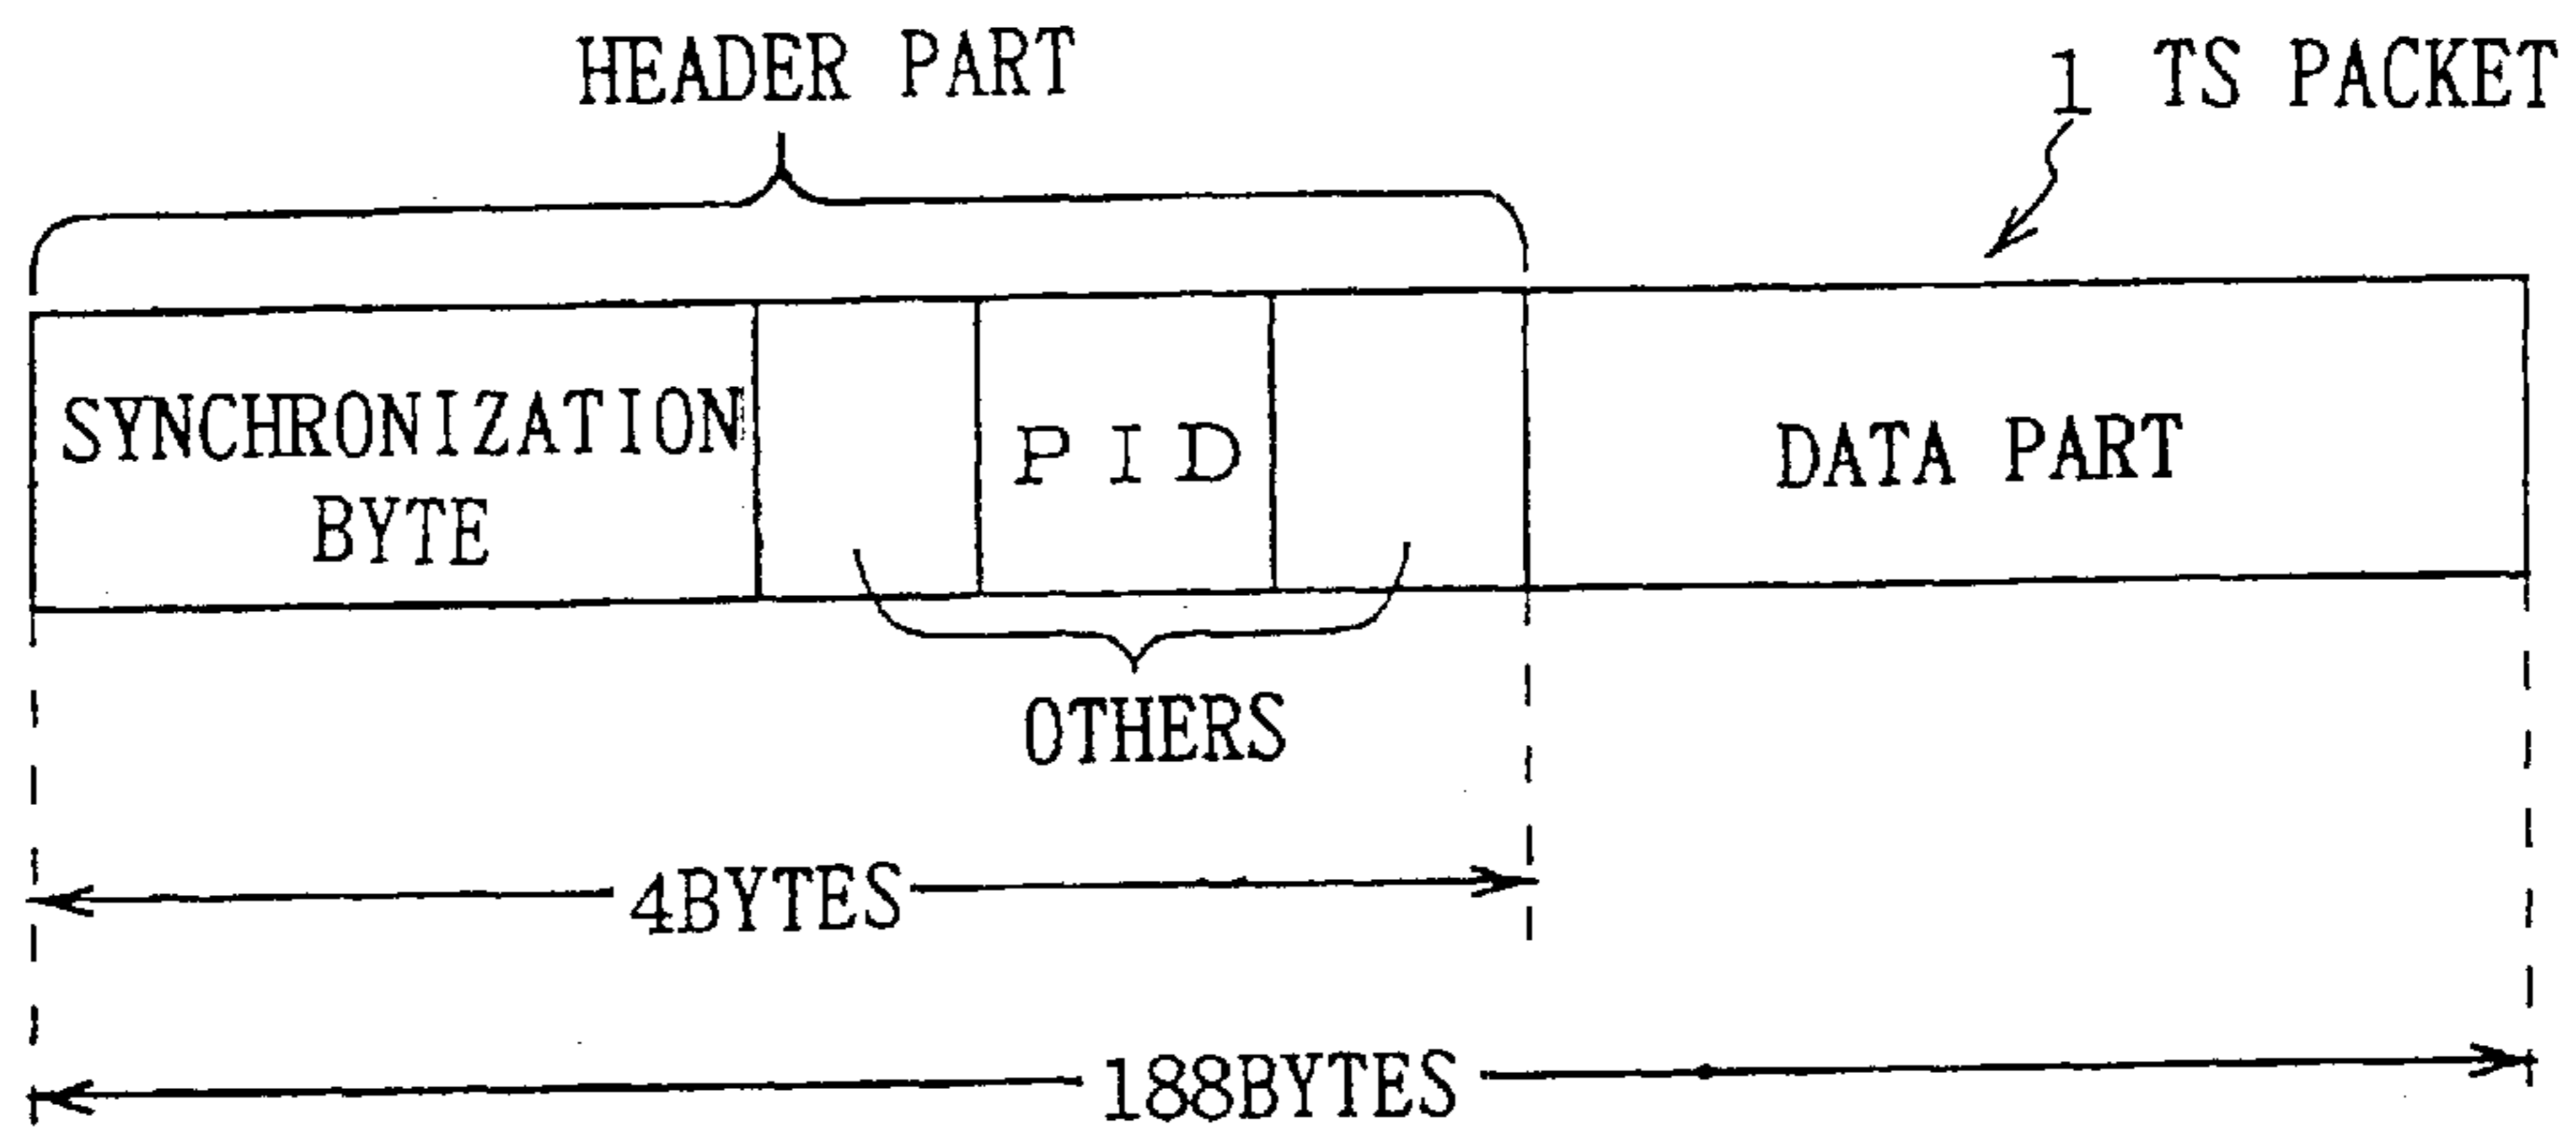 HEADER PART
1 TS PACKET
SYNCHRONIZATION
BYTE
PID
DATA PART
OTHERS
4BYTES
188BYTES